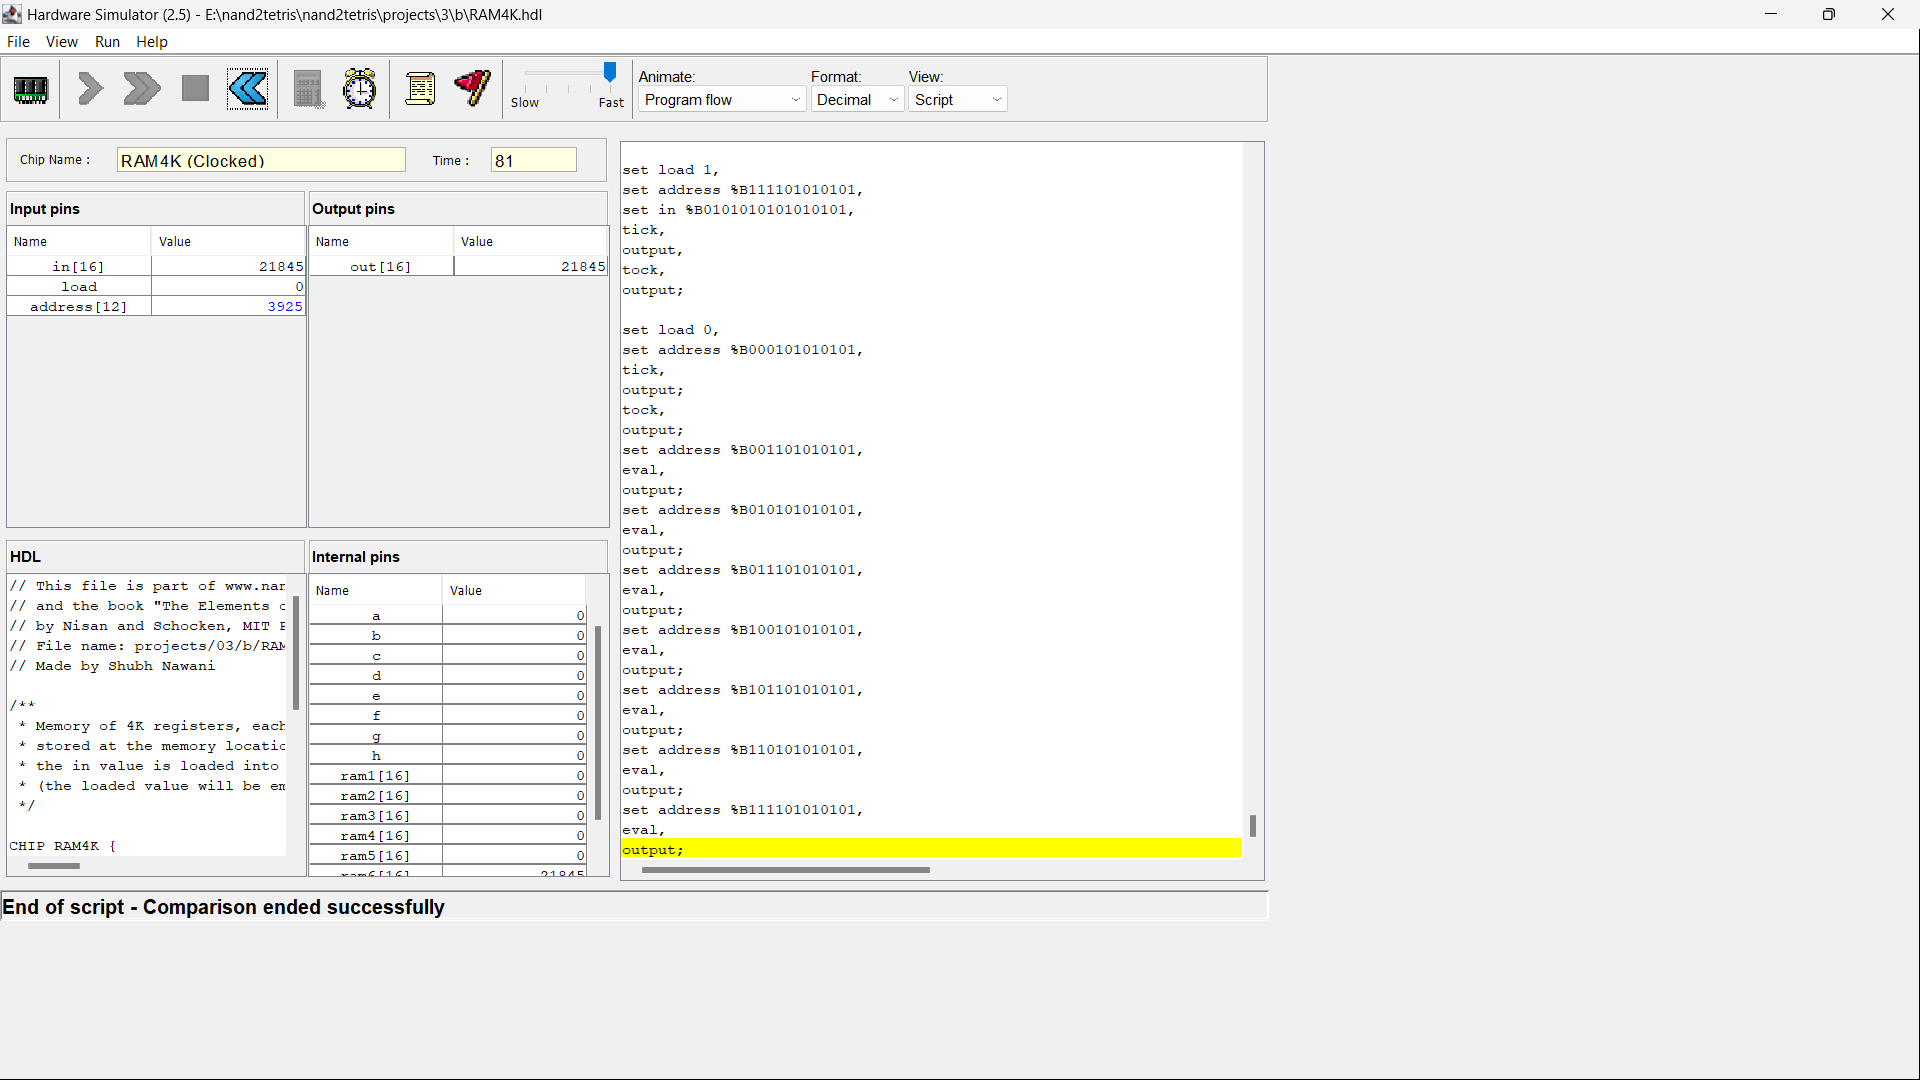 Hardware Simulator (2.5) - E:\nand2tetris\nand2tetris\projects\3\b\RAM4K.hdl
File View Run Help
Slow Fast
Animate: Format: View:
Program flow Decimal Script
Chip Name : RAM4K (Clocked) Time : 81
Input pins
Name Value
in[16] 21845
load 0
address[12] 3925
Output pins
Name Value
out[16] 21845
HDL
// This file is part of www.nan
// and the book "The Elements o
// by Nisan and Schocken, MIT P
// File name: projects/03/b/RAM
// Made by Shubh Nawani
/**
* Memory of 4K registers, each
* stored at the memory locatio
* the in value is loaded into
* (the loaded value will be em
*/
CHIP RAM4K {
Internal pins
Name Value
a 0
b 0
c 0
d 0
e 0
f 0
g 0
h 0
ram1[16] 0
ram2[16] 0
ram3[16] 0
ram4[16] 0
ram5[16] 0
ram6[16] 21845
set load 1,
set address %B111101010101,
set in %B0101010101010101,
tick,
output,
tock,
output;
set load 0,
set address %B000101010101,
tick,
output;
tock,
output;
set address %B001101010101,
eval,
output;
set address %B010101010101,
eval,
output;
set address %B011101010101,
eval,
output;
set address %B100101010101,
eval,
output;
set address %B101101010101,
eval,
output;
set address %B110101010101,
eval,
output;
set address %B111101010101,
eval,
output;
End of script - Comparison ended successfully